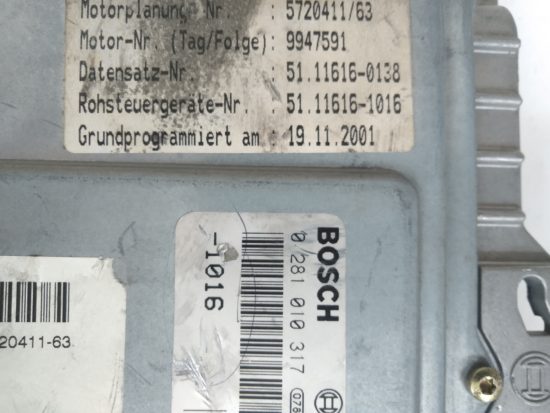 Motorplanung Nr. : 5720411/63
Motor-Nr. (Tag/Folge): 9947591
Datensatz-Nr. : 51.11616-0138
Rohsteuergeräte-Nr. : 51.11616-1016
Grundprogrammiert am : 19.11.2001
BOSCH
0 281 010 317
-1016
20411-63